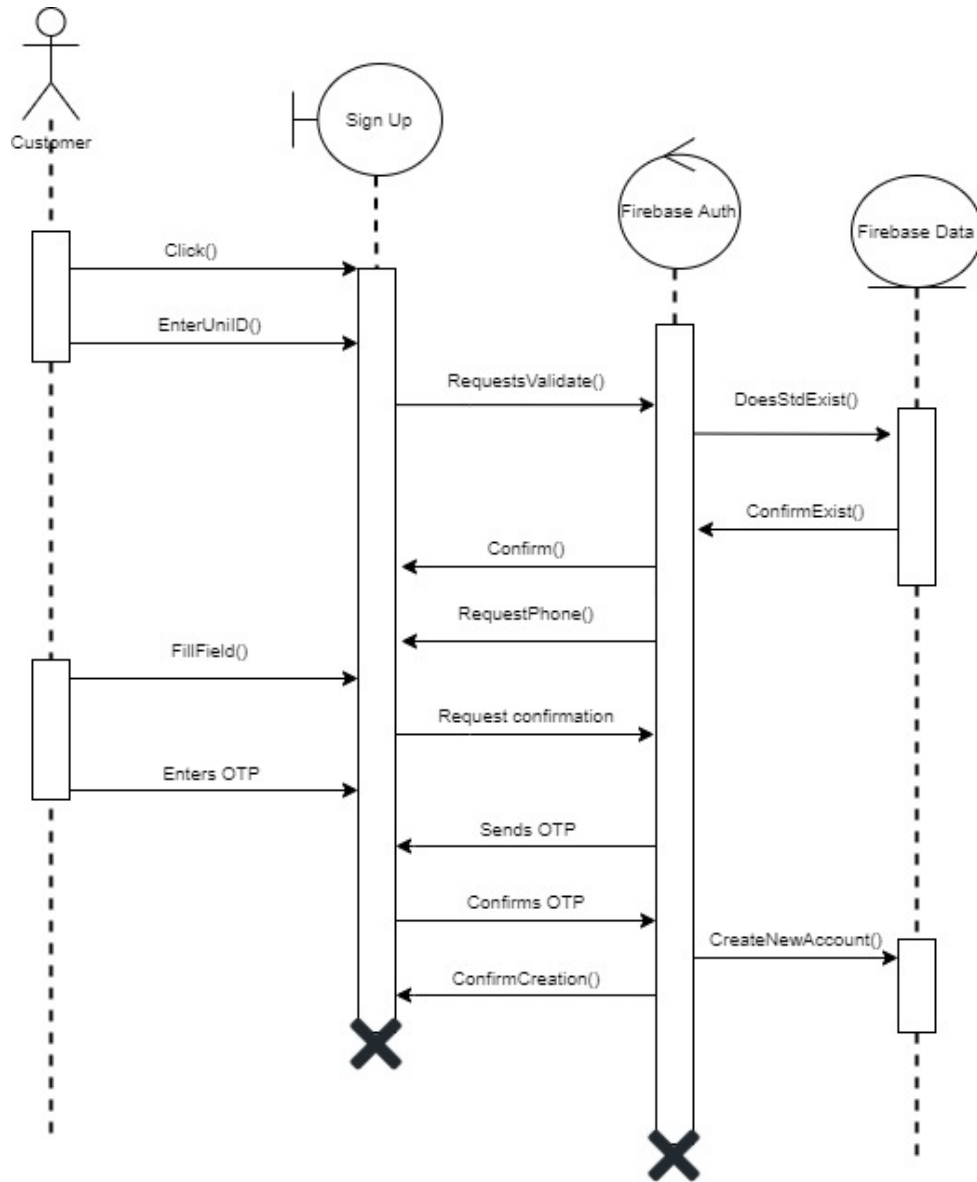 Customer
Sign Up
Firebase Auth
Firebase Data
Click()
EnterUniID()
RequestsValidate()
DoesStdExist()
ConfirmExist()
Confirm()
RequestPhone()
FillField()
Request confirmation
Enters OTP
Sends OTP
Confirms OTP
CreateNewAccount()
ConfirmCreation()